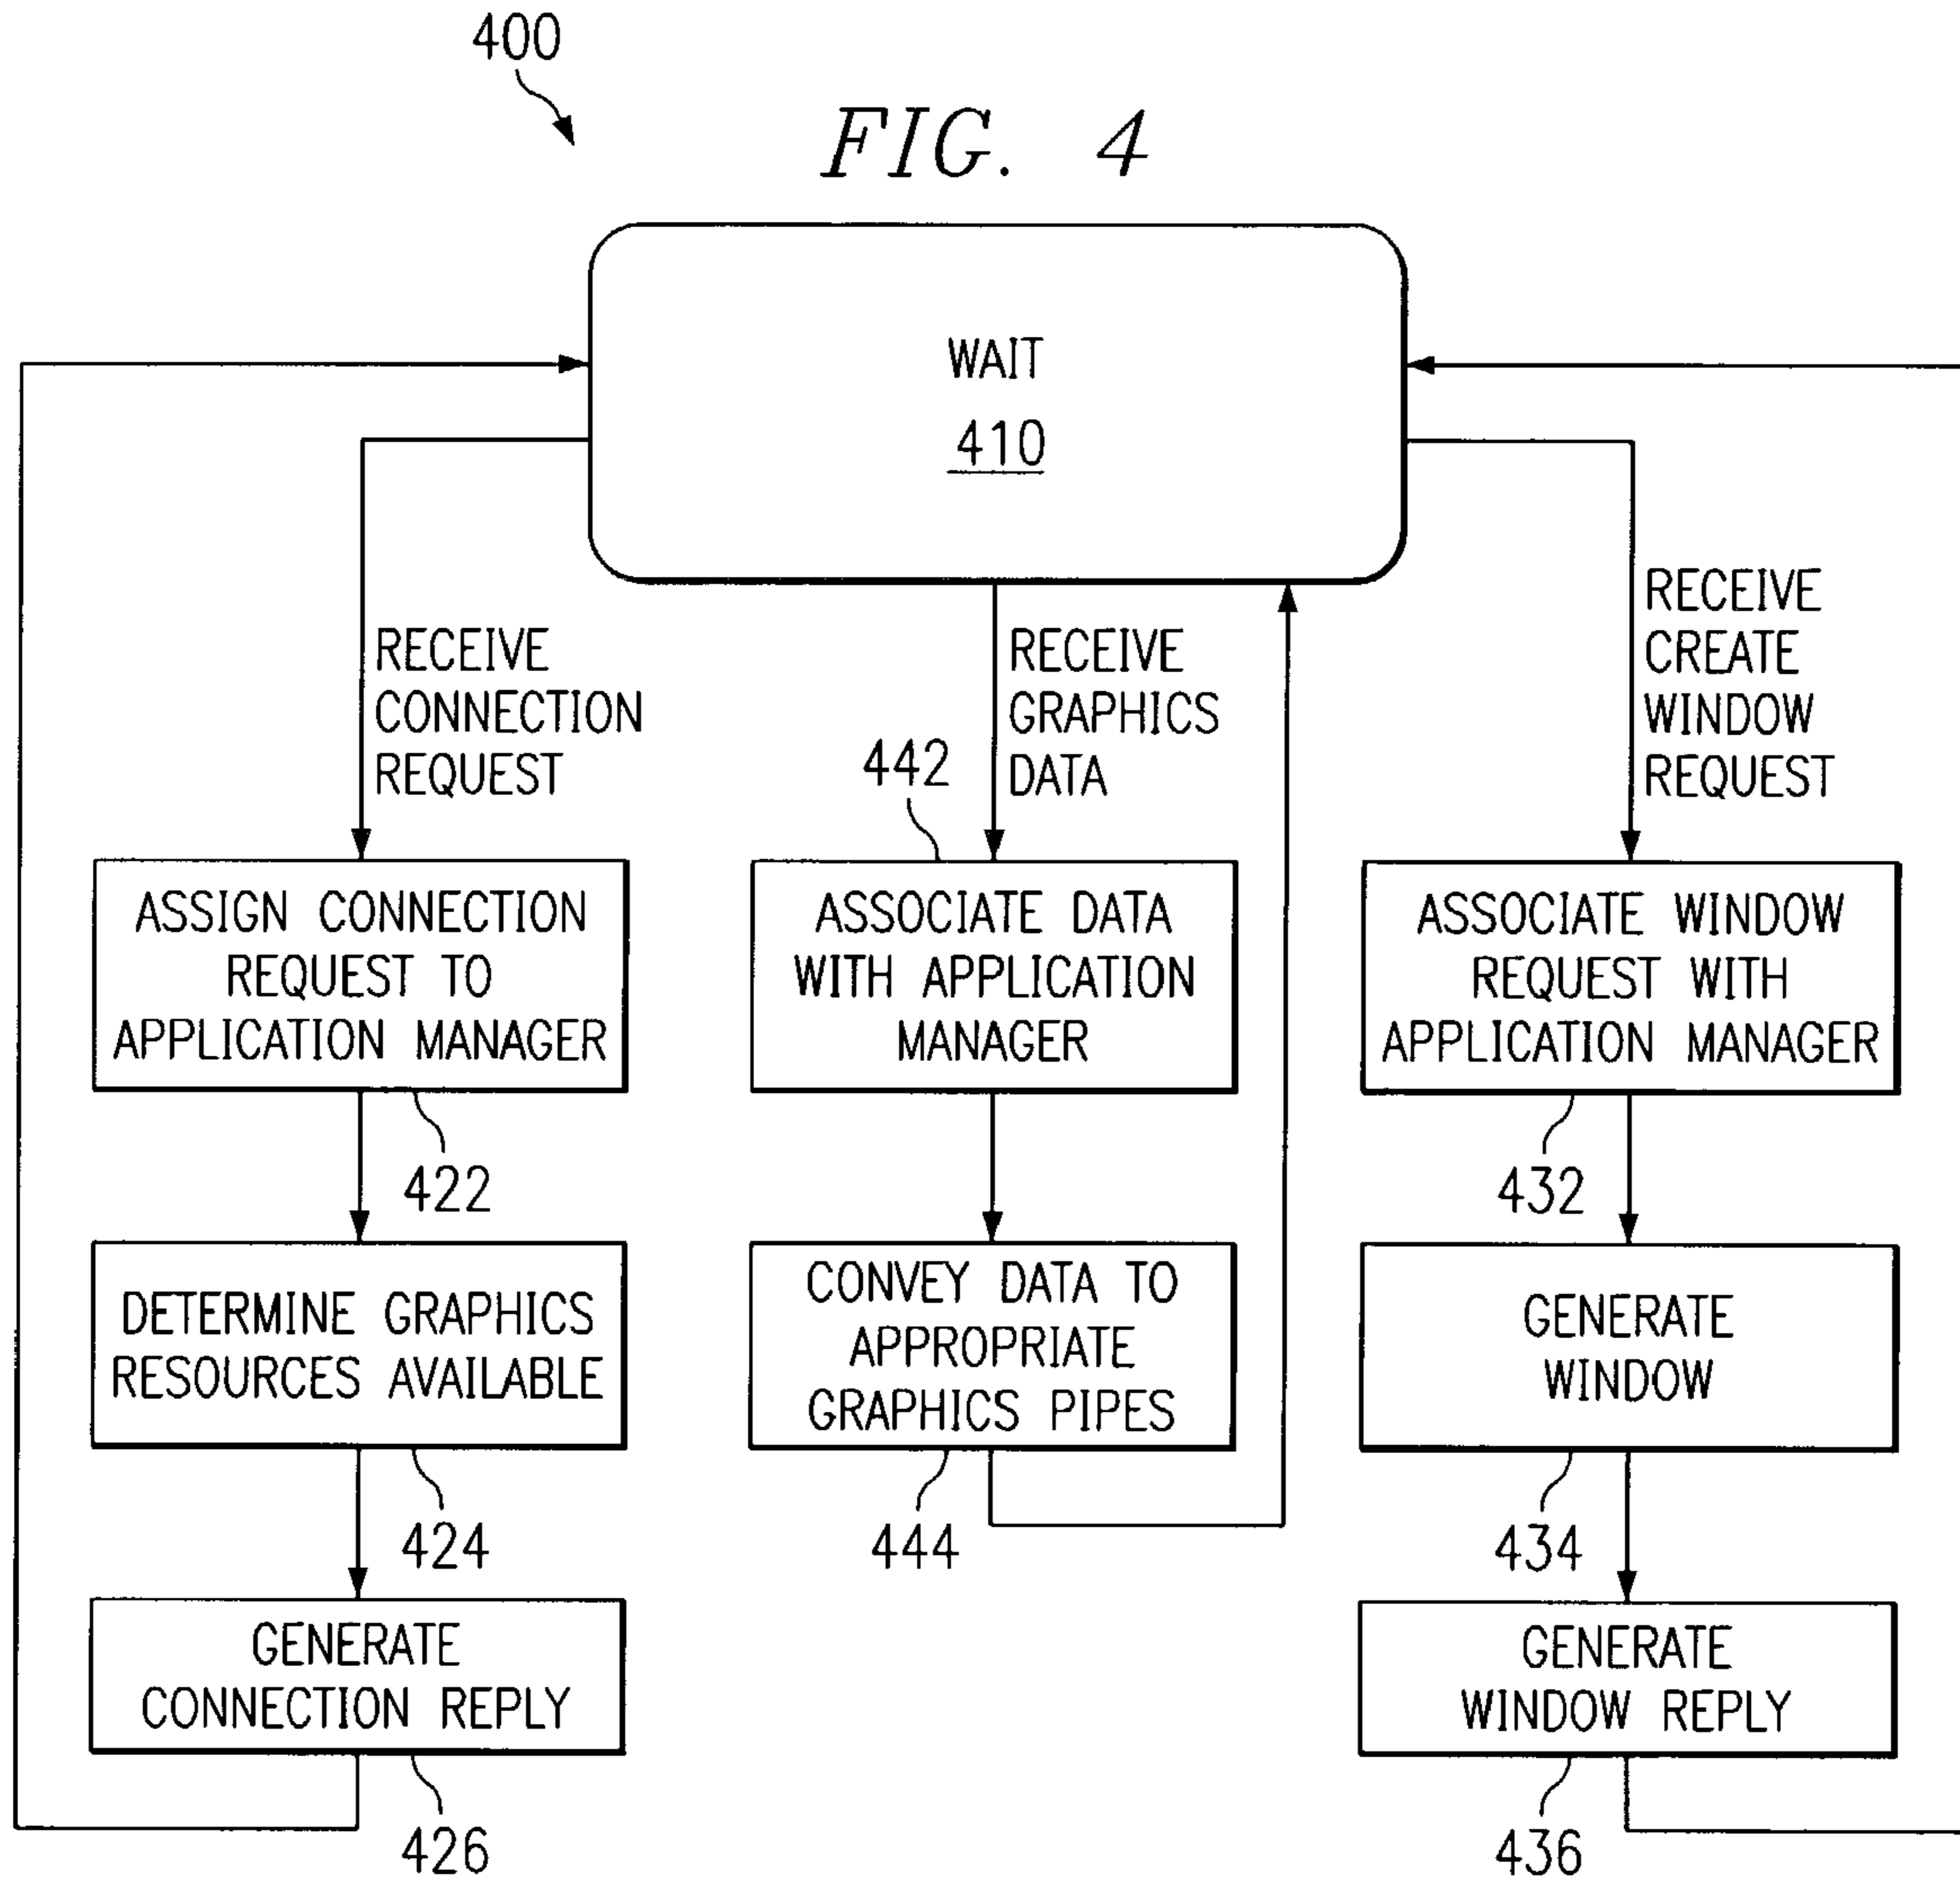 400
FIG. 4
WAIT
410
RECEIVE
CONNECTION
REQUEST
RECEIVE
GRAPHICS
DATA
RECEIVE
CREATE
WINDOW
REQUEST
442
ASSIGN CONNECTION
REQUEST TO
APPLICATION MANAGER
ASSOCIATE DATA
WITH APPLICATION
MANAGER
ASSOCIATE WINDOW
REQUEST WITH
APPLICATION MANAGER
422
432
DETERMINE GRAPHICS
RESOURCES AVAILABLE
CONVEY DATA TO
APPROPRIATE
GRAPHICS PIPES
GENERATE
WINDOW
424
444
434
GENERATE
CONNECTION REPLY
GENERATE
WINDOW REPLY
426
436